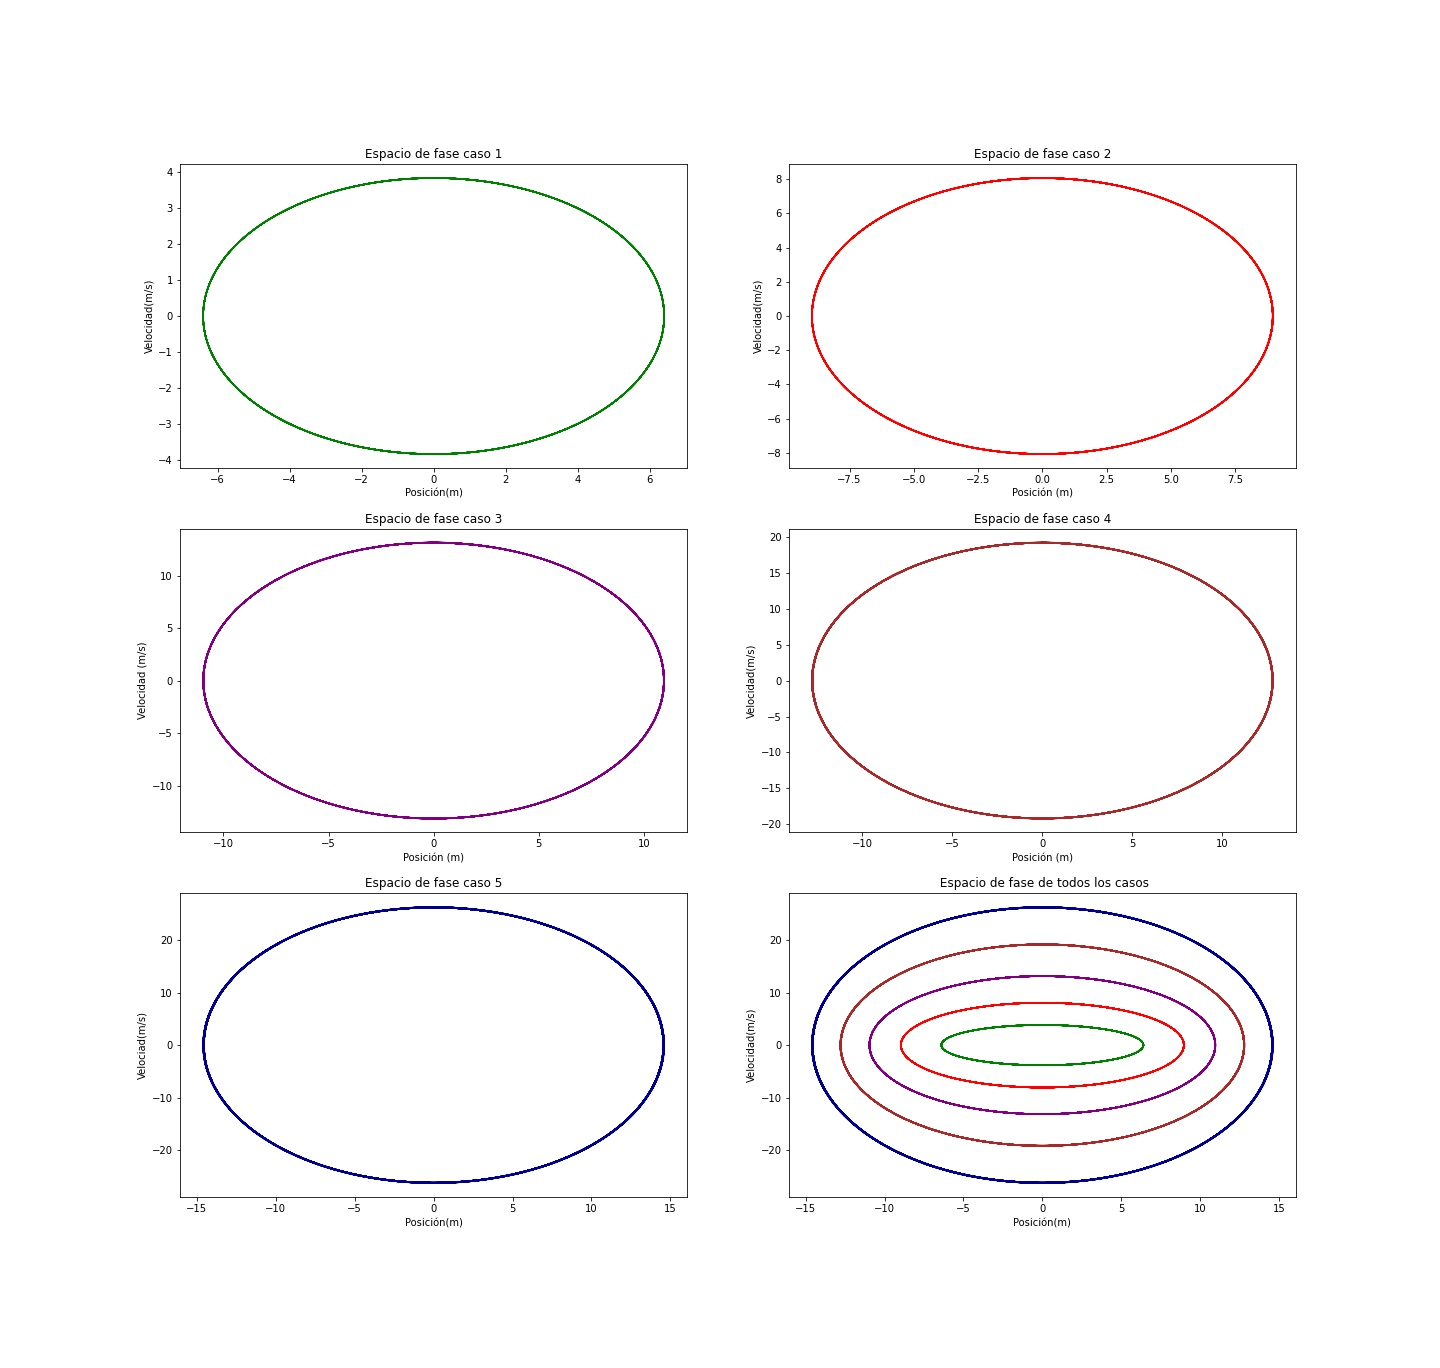 Espacio de fase caso 1
4
3
2
1
0
−1
−2
−3
−4
Velocidad(m/s)
−6 −4 −2 0 2 4 6
Posición(m)
Espacio de fase caso 2
8
6
4
2
0
−2
−4
−6
−8
Velocidad(m/s)
−7.5 −5.0 −2.5 0.0 2.5 5.0 7.5
Posición (m)
Espacio de fase caso 3
10
5
0
−5
−10
Velocidad (m/s)
−10 −5 0 5 10
Posición (m)
Espacio de fase caso 4
20
15
10
5
0
−5
−10
−15
−20
Velocidad(m/s)
−10 −5 0 5 10
Posición (m)
Espacio de fase caso 5
20
10
0
−10
−20
Velociad(m/s)
−15 −10 −5 0 5 10 15
Posición(m)
Espacio de fase de todos los casos
20
10
0
−10
−20
Velocidad(m/s)
−15 −10 −5 0 5 10 15
Posición(m)